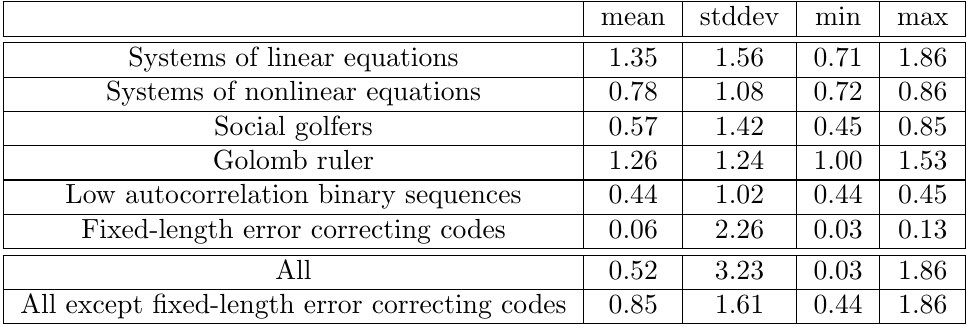 mean stddev min max
Systems of linear equations 1.35 1.56 0.71 1.86
Systems of nonlinear equations 0.78 1.08 0.72 0.86
Social golfers 0.57 1.42 0.45 0.85
Golomb ruler 1.26 1.24 1.00 1.53
Low autocorrelation binary sequences 0.44 1.02 0.44 0.45
Fixed-length error correcting codes 0.06 2.26 0.03 0.13
All 0.52 3.23 0.03 1.86
All except fixed-length error correcting codes 0.85 1.61 0.44 1.86